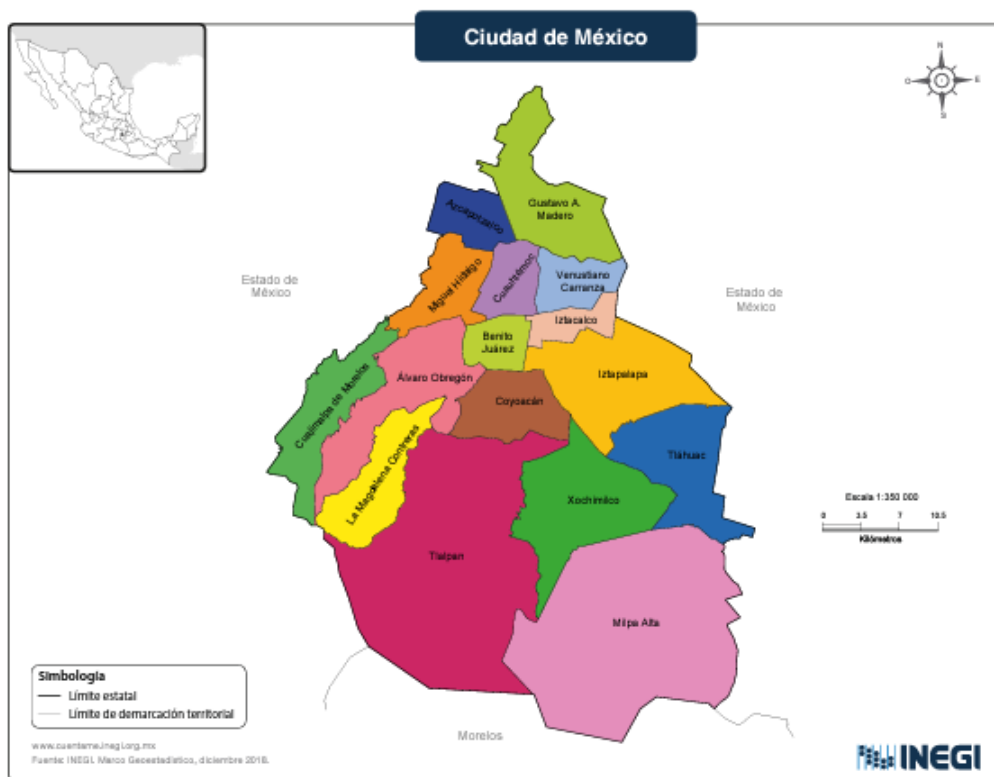 Ciudad de México
N
O
E
S
Gustavo A.
Madero
Azcapotzalco
Miguel Hidalgo
Cuauhtémoc
Venustiano
Carranza
Estado de
México
Estado de
México
Iztacalco
Benito
Juárez
Iztapalapa
Cuajimalpa de Morelos
Álvaro Obregón
Coyoacán
La Magdalena Contreras
Tláhuac
Xochimilco
Escala 1:350 000
0 3.5 7 10.5
Kilómetros
Tlalpan
Milpa Alta
Simbología
Límite estatal
Límite de demarcación territorial
Morelos
www.cuentame.inegi.org.mx
Fuente: INEGI. Marco Geoestadístico, diciembre 2018.
INEGI